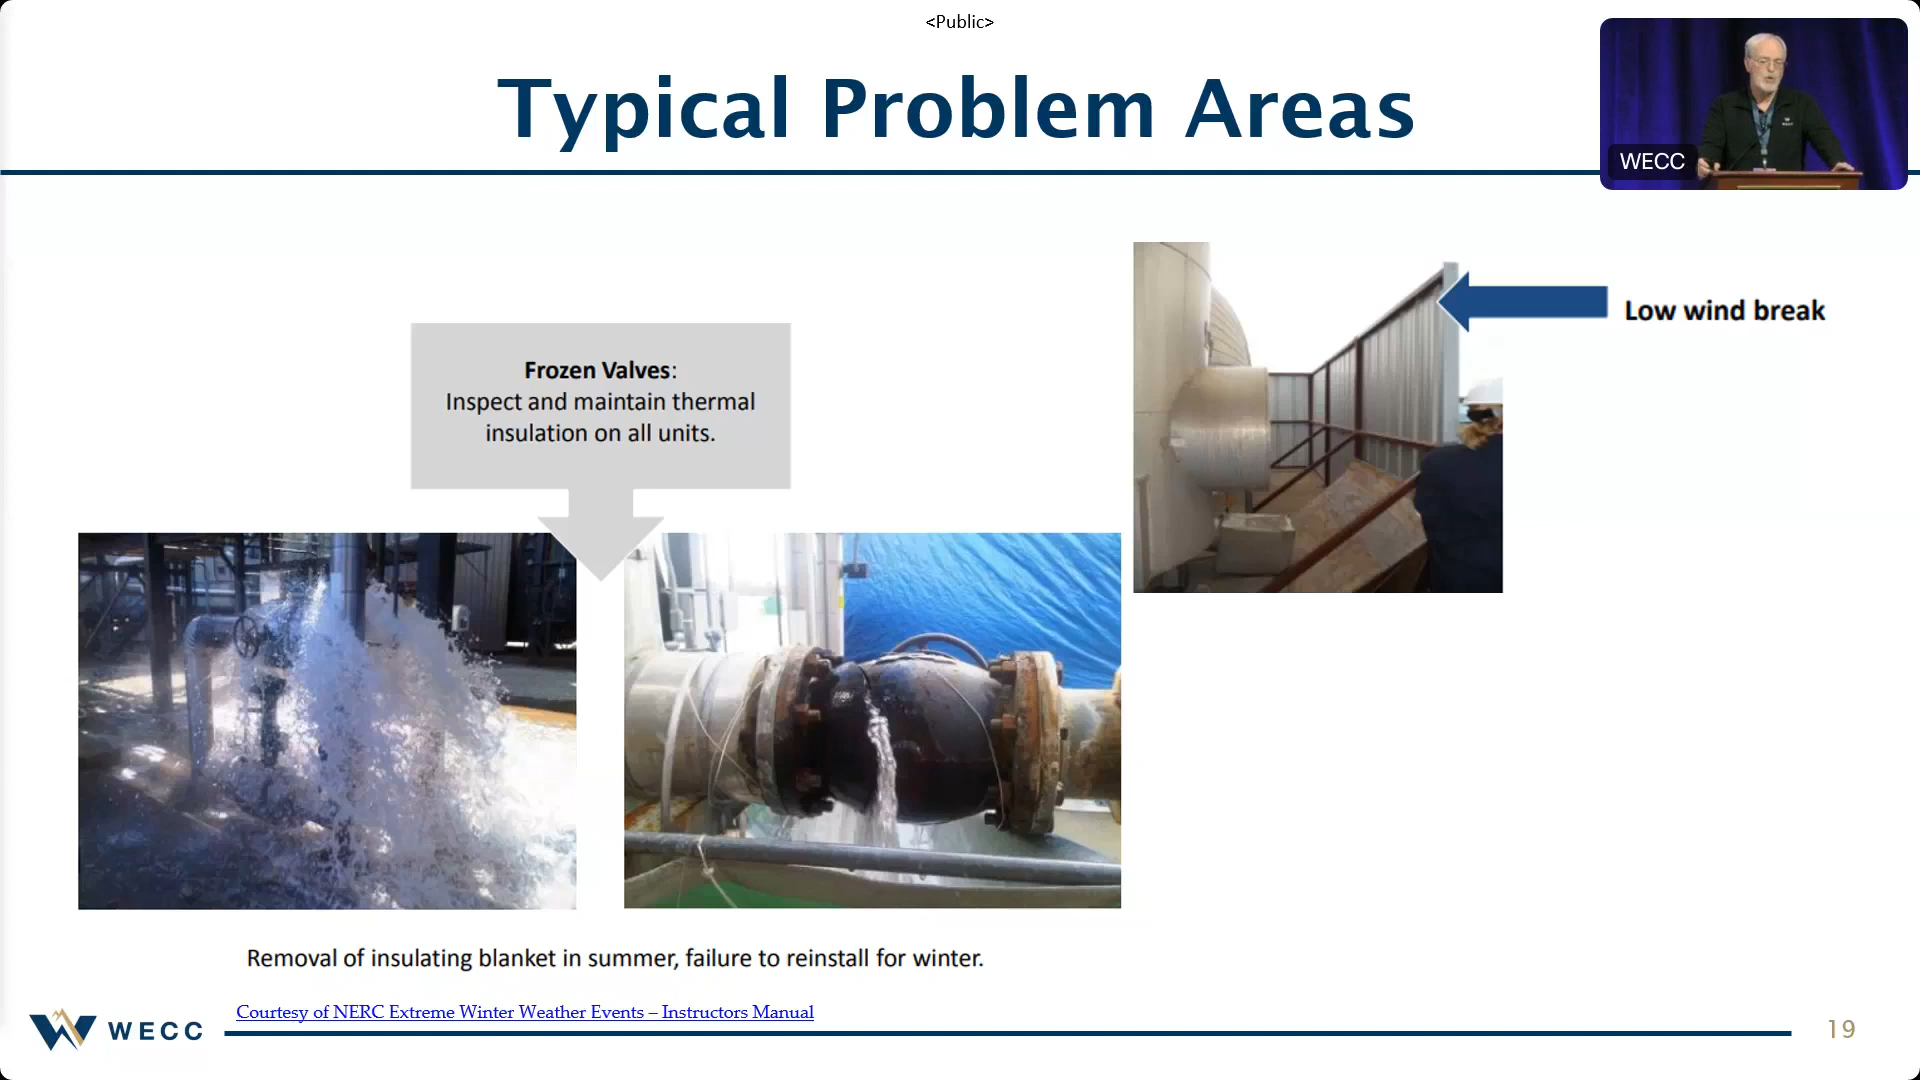 <Public>
Typical Problem Areas
WECC
Low wind break
Frozen Valves:
Inspect and maintain thermal
insulation on all units.
Removal of insulating blanket in summer, failure to reinstall for winter.
Courtesy of NERC Extreme Winter Weather Events – Instructors Manual
WECC
19